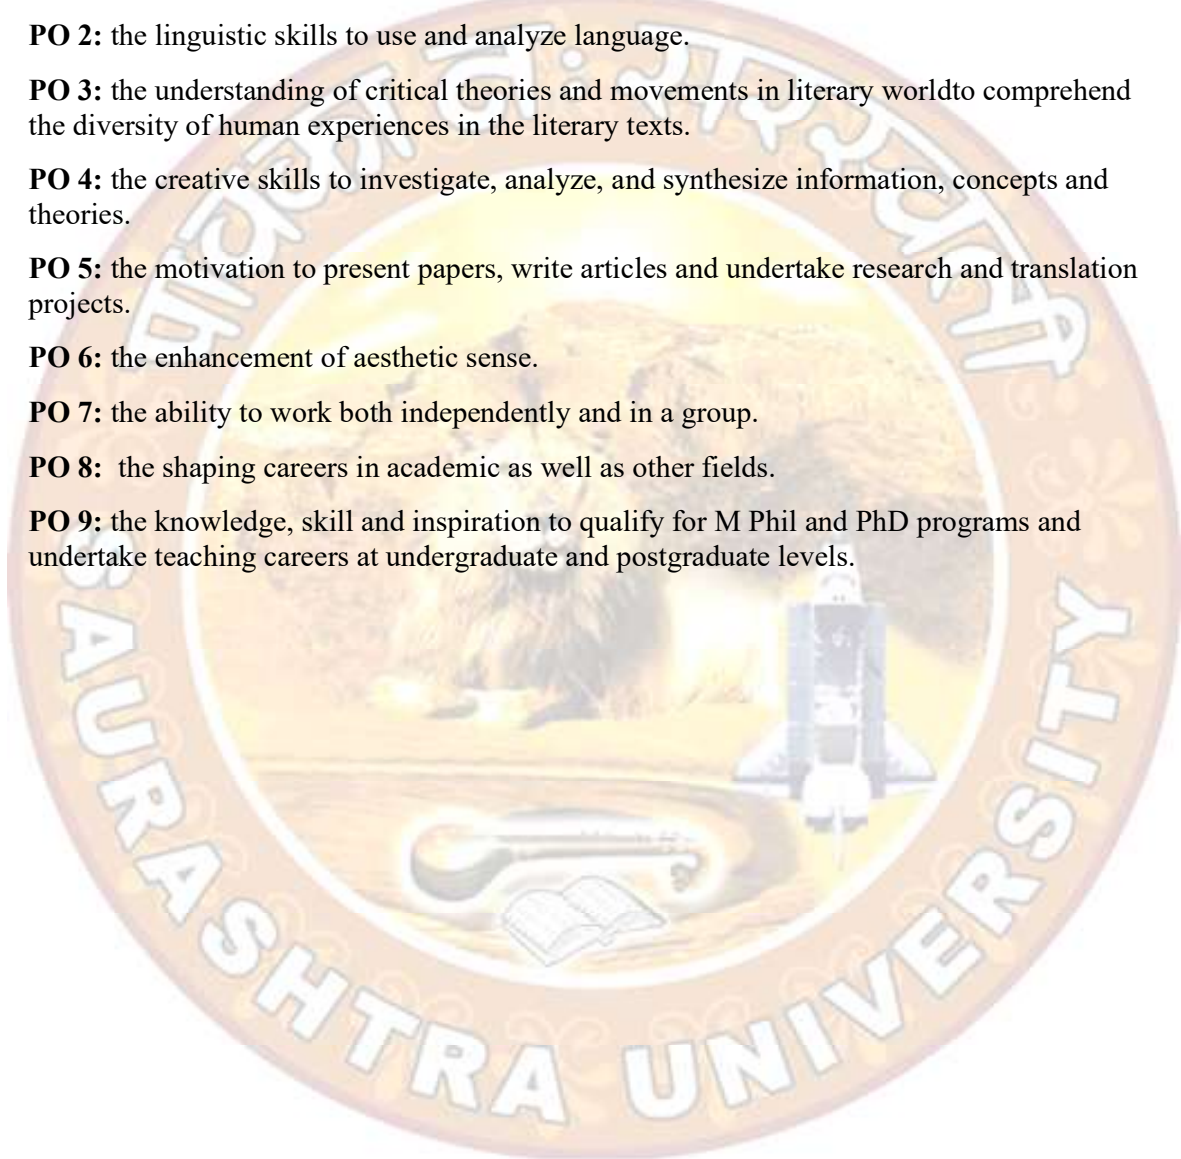 PO 2: the linguistic skills to use and analyze language.
PO 3: the understanding of critical theories and movements in literary worldto comprehend
the diversity of human experiences in the literary texts.
PO 4: the creative skills to investigate, analyze, and synthesize information, concepts and
theories.
PO 5: the motivation to present papers, write articles and undertake research and translation
projects.
PO 6: the enhancement of aesthetic sense.
PO 7: the ability to work both independently and in a group.
PO 8:  the shaping careers in academic as well as other fields.
PO 9: the knowledge, skill and inspiration to qualify for M Phil and PhD programs and
undertake teaching careers at undergraduate and postgraduate levels.
पावका नः सरस्वती
SAURASHTRA UNIVERSITY